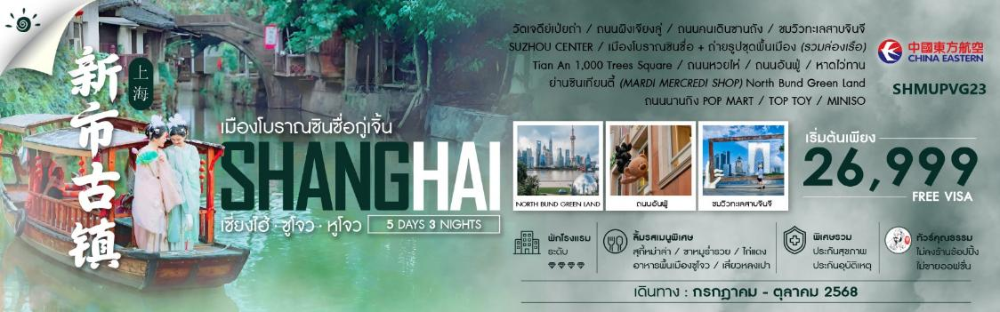 新市古镇
上海
เมืองโบราณซินซื่อกู่เจิ้น
SHANGHAI
เซี่ยงไฮ้ · ซูโจว · หูโจว
5 DAYS 3 NIGHTS
วัดเจดีย์เป่ยถ่า / ถนนผิงเจียงลู่ / ถนนคนเดินซานถัง / ชมวิวทะเลสาบจินจี
SUZHOU CENTER / เมืองโบราณซินซื่อ + ถ่ายรูปชุดพื้นเมือง (รวมล่องเรือ)
Tian An 1,000 Trees Square / ถนนหวยไห่ / ถนนอันฟู่ / หาดไว่ทาน
ย่านซินเทียนตี้ (MARDI MERCREDI SHOP) North Bund Green Land
ถนนนานกิง POP MART / TOP TOY / MINISO
中國東方航空
CHINA EASTERN
SHMUPVG23
NORTH BUND GREEN LAND
ถนนอันฟู่
ชมวิวทะเลสาบจินจี
เริ่มต้นเพียง
26,999
FREE VISA
พักโรงแรม
ระดับ
ลิ้มรสเมนูพิเศษ
สุกี้หม่าล่า / ขาหมูร่ำรวย / ไก่แดง
อาหารพื้นเมืองซูโจว / เสี่ยวหลงเปา
พิเศษรวม
ประกันสุขภาพ
ประกันอุบัติเหตุ
ทัวร์คุณธรรม
ไม่ลงร้านช้อปปิ้ง
ไม่ขายออฟชั่น
เดินทาง : กรกฎาคม - ตุลาคม 2568